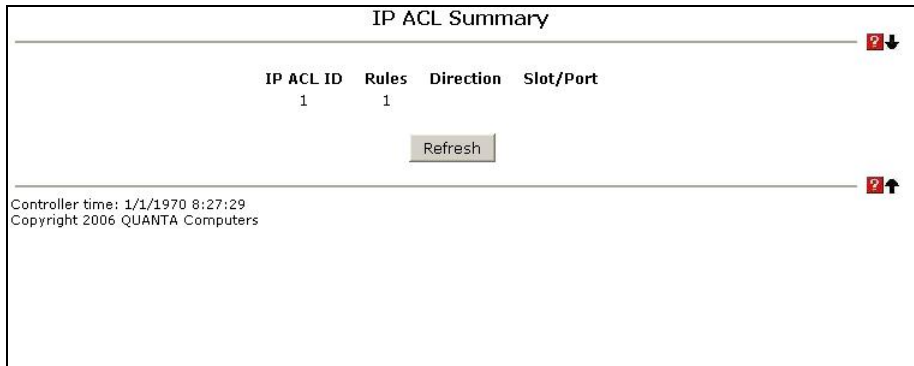 IP ACL Summary
?
IP ACL ID Rules Direction Slot/Port
1 1
Refresh
?
Controller time: 1/1/1970 8:27:29
Copyright 2006 QUANTA Computers